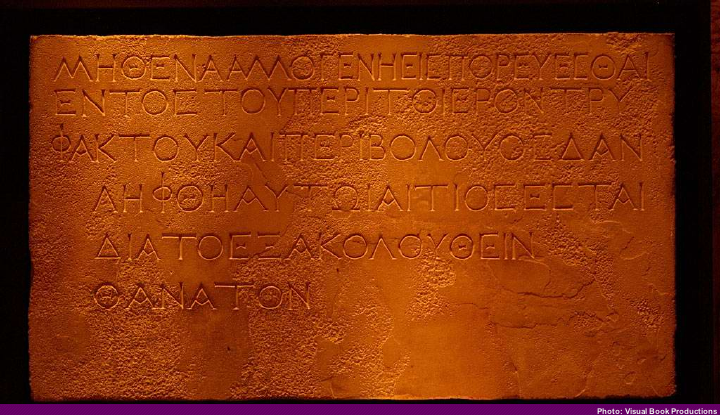 ΜΗΘΕΝΑΑΛΛΟΓΕΝΗΕΙΣΠΟΡΕΥΕΣΘΑΙ
ΕΝΤΟΣΤΟΥΠΕΡΙΤΟΙΕΡΟΝΤΡΥ
ΦΑΚΤΟΥΚΑΙΠΕΡΙΒΟΛΟΥΟΣΔΑΝ
ΛΗΦΘΗΑΥΤΩΙΑΙΤΙΟΣΕΣΤΑΙ
ΔΙΑΤΟΕΞΑΚΟΛΟΥΘΕΙΝ
ΘΑΝΑΤΟΝ
Photo: Visual Book Productions